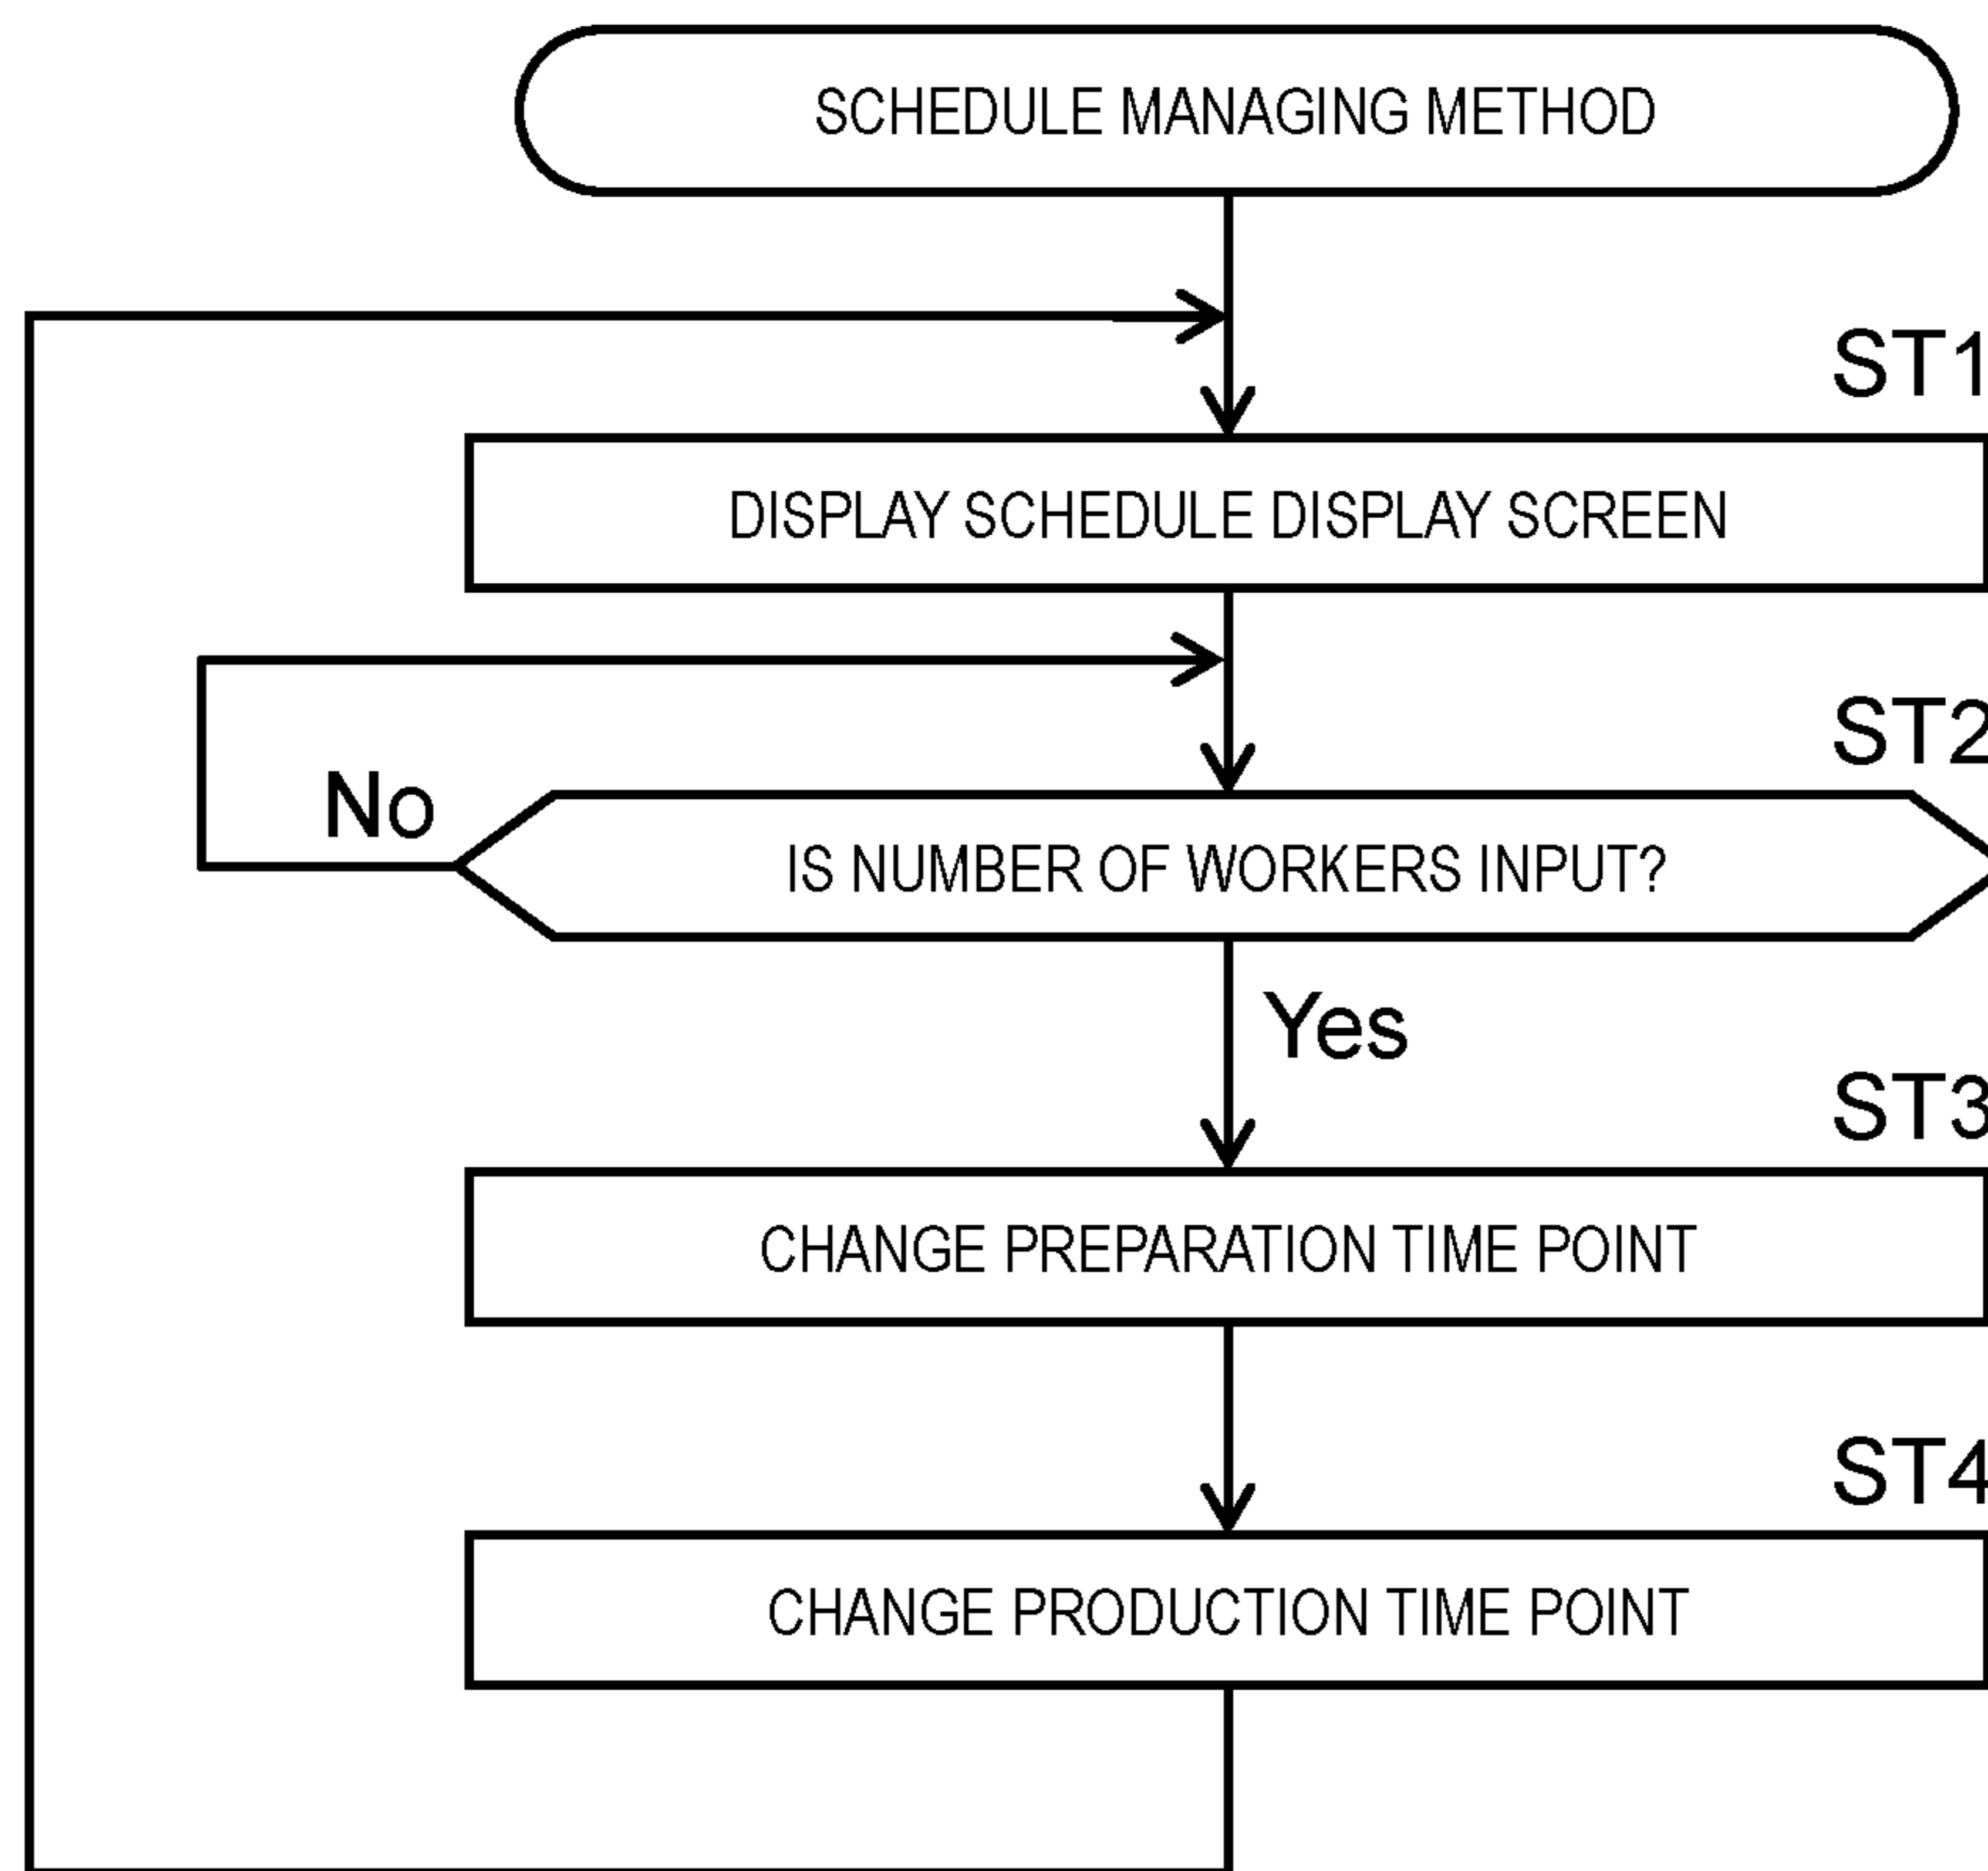 SCHEDULE MANAGING METHOD
ST1
DISPLAY SCHEDULE DISPLAY SCREEN
ST2
No
IS NUMBER OF WORKERS INPUT?
Yes
ST3
CHANGE PREPARATION TIME POINT
ST4
CHANGE PRODUCTION TIME POINT